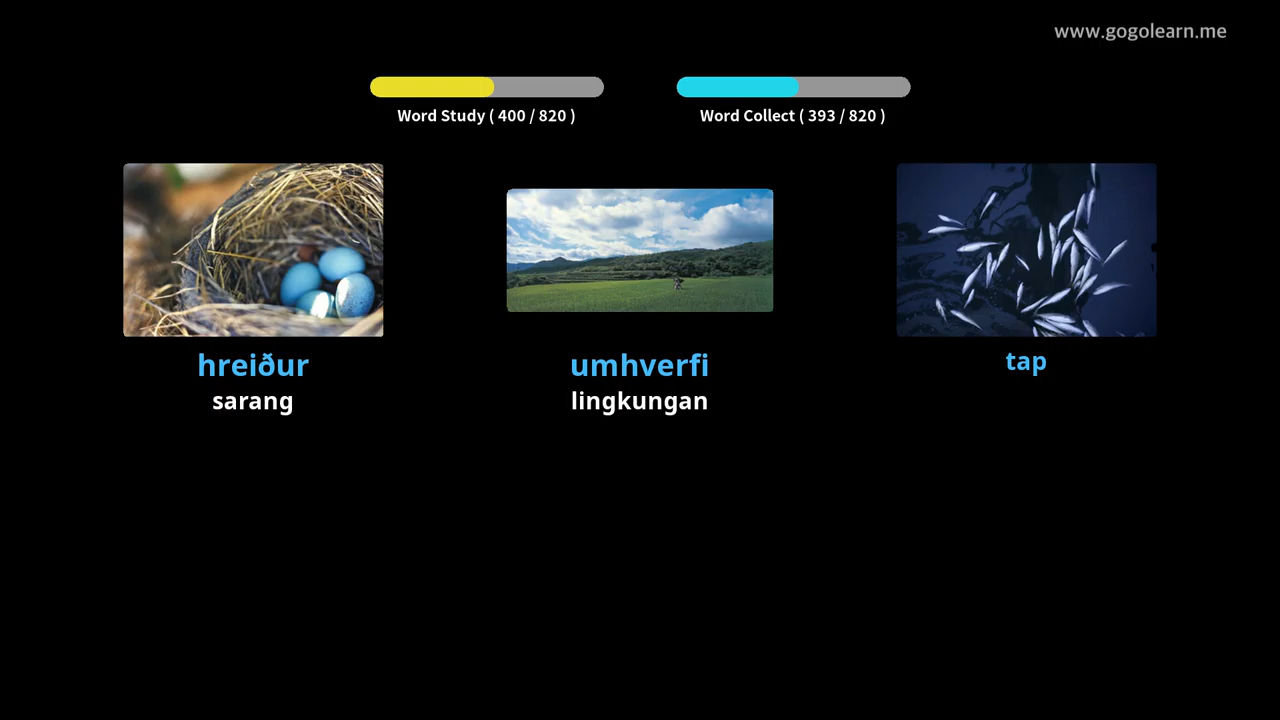 www.gogolearn.me
Word Study ( 400 / 820 )
Word Collect ( 393 / 820 )
hreiður
sarang
umhverfi
lingkungan
tap